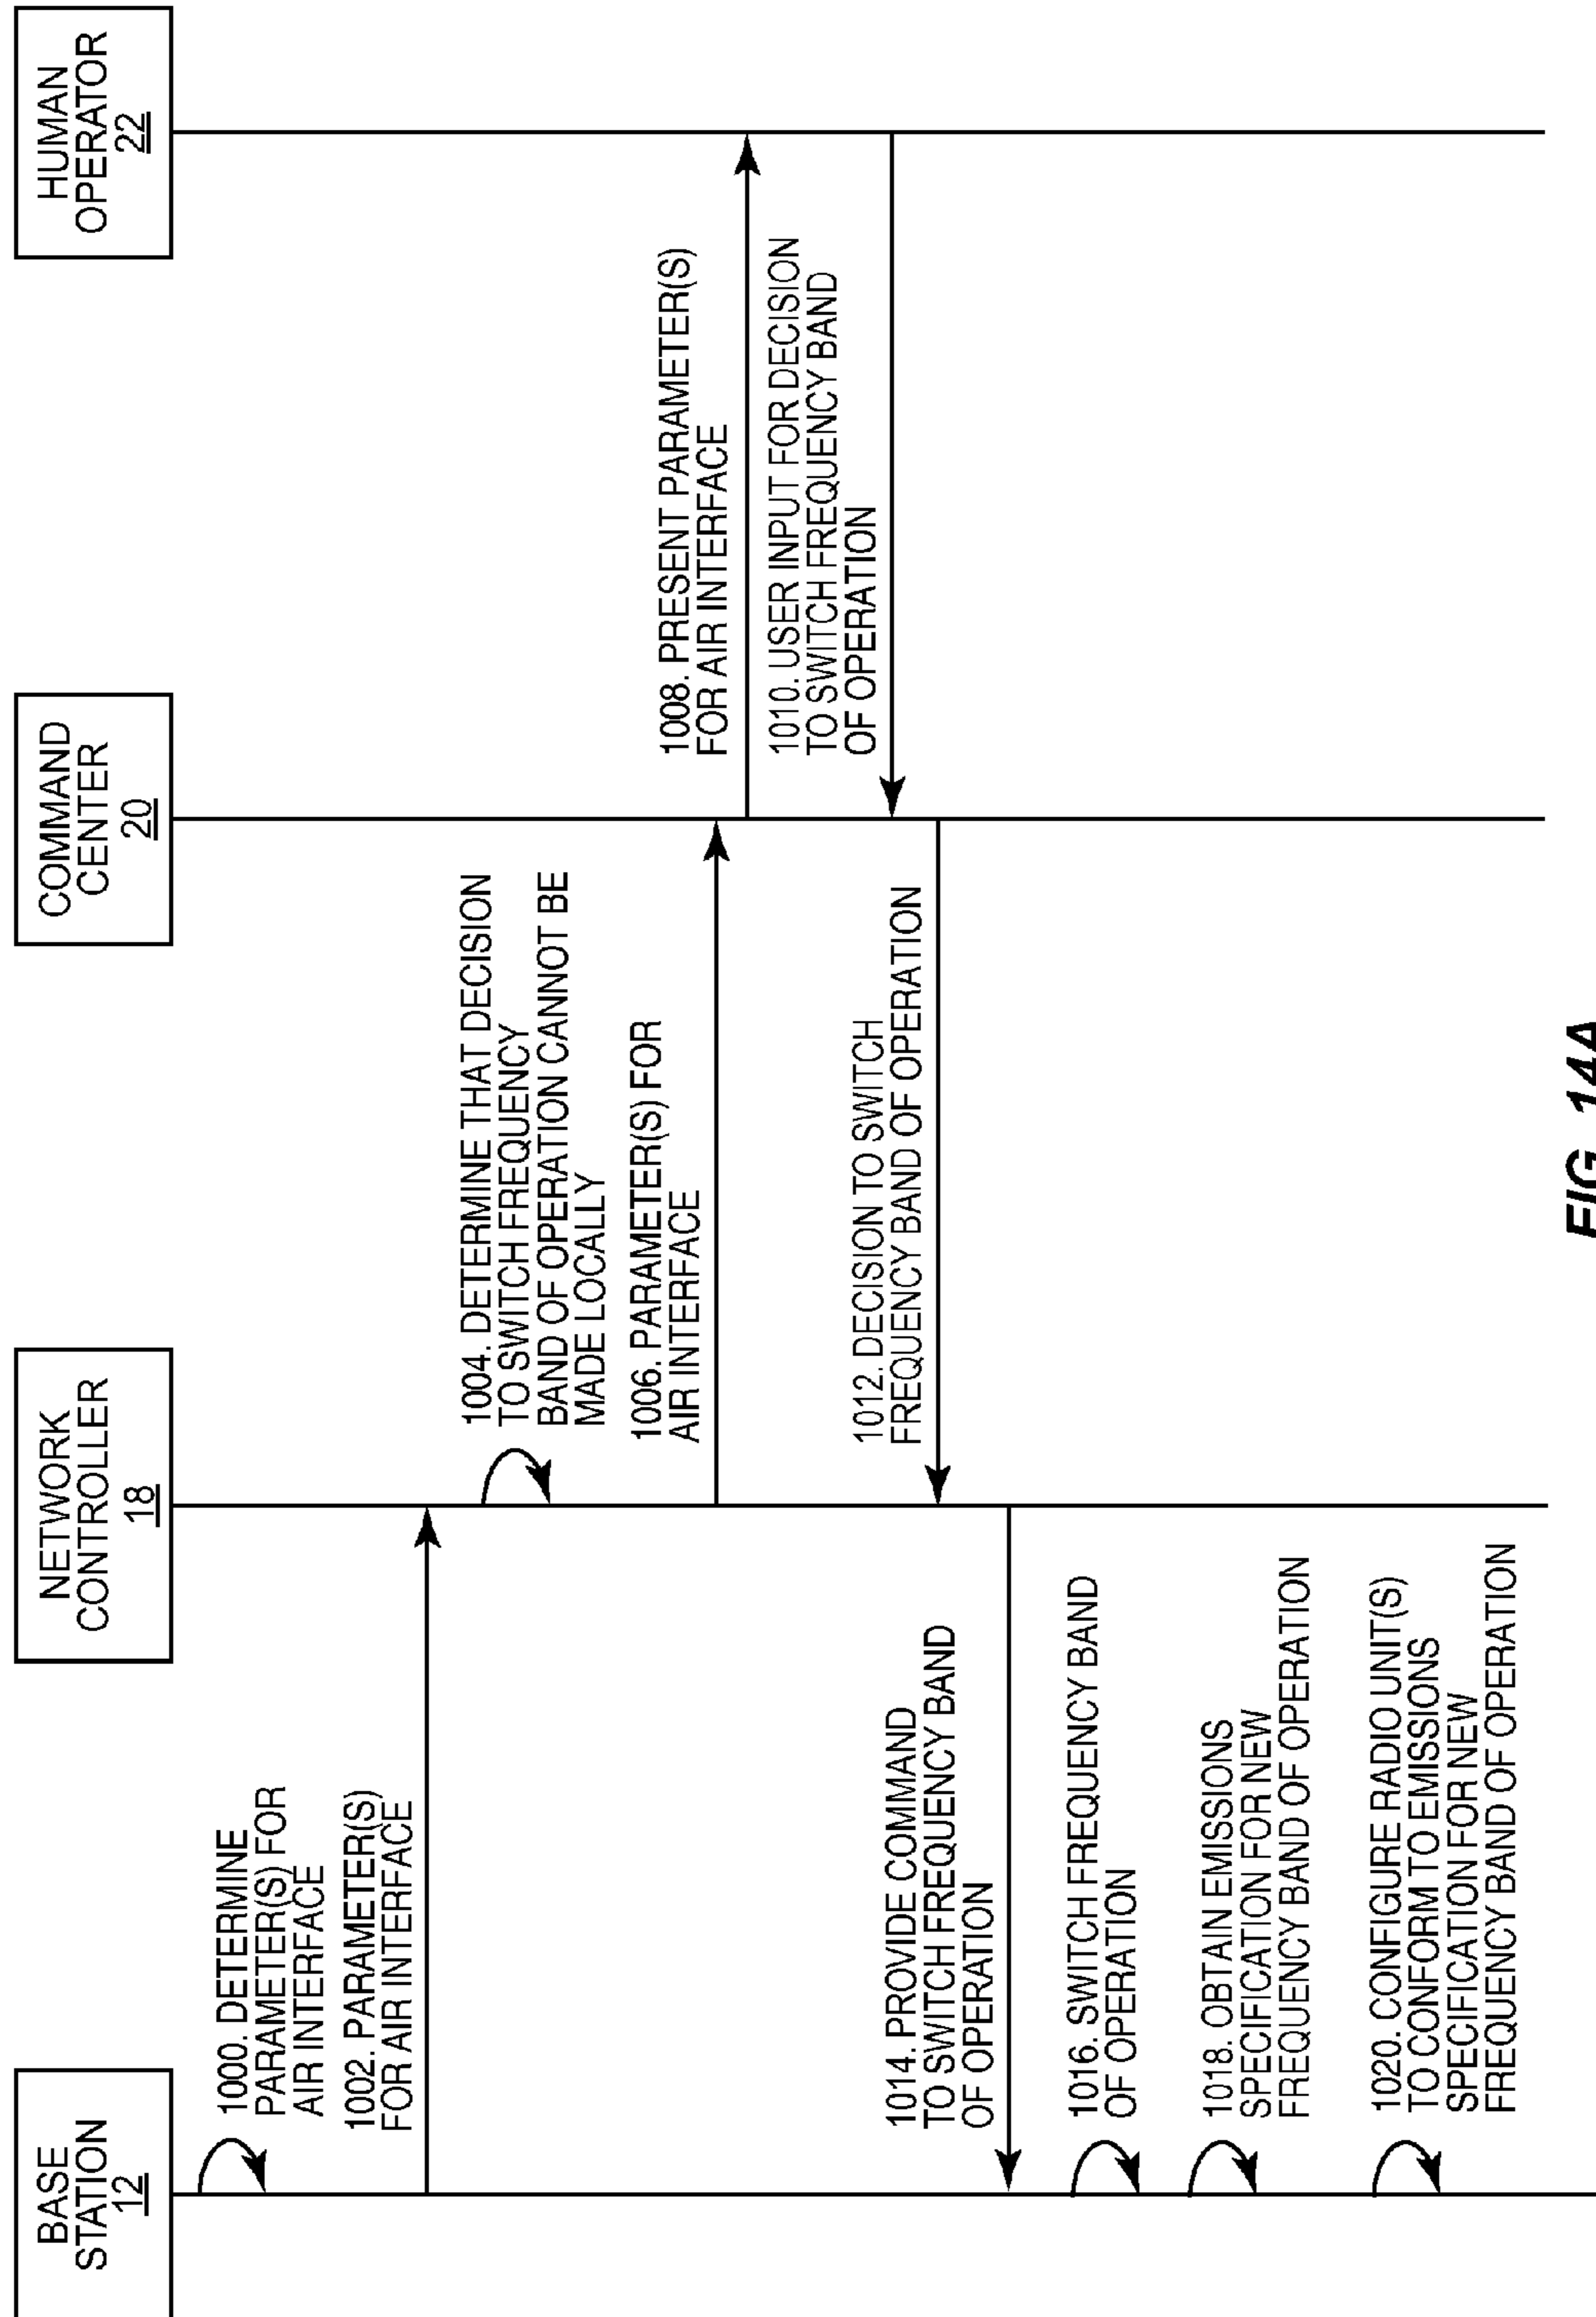 BASE
STATION
12
NETWORK
CONTROLLER
18
COMMAND
CENTER
20
HUMAN
OPERATOR
22
1000. DETERMINE
PARAMETER(S) FOR
AIR INTERFACE
1002. PARAMETER(S)
FOR AIR INTERFACE
1004. DETERMINE THAT DECISION
TO SWITCH FREQUENCY
BAND OF OPERATION CANNOT BE
MADE LOCALLY
1006. PARAMETER(S) FOR
AIR INTERFACE
1008. PRESENT PARAMETER(S)
FOR AIR INTERFACE
1010. USER INPUT FOR DECISION
TO SWITCH FREQUENCY BAND
OF OPERATION
1012. DECISION TO SWITCH
FREQUENCY BAND OF OPERATION
1014. PROVIDE COMMAND
TO SWITCH FREQUENCY BAND
OF OPERATION
1016. SWITCH FREQUENCY BAND
OF OPERATION
1018. OBTAIN EMISSIONS
SPECIFICATION FOR NEW
FREQUENCY BAND OF OPERATION
1020. CONFIGURE RADIO UNIT(S)
TO CONFORM TO EMISSIONS
SPECIFICATION FOR NEW
FREQUENCY BAND OF OPERATION
FIG. 14A